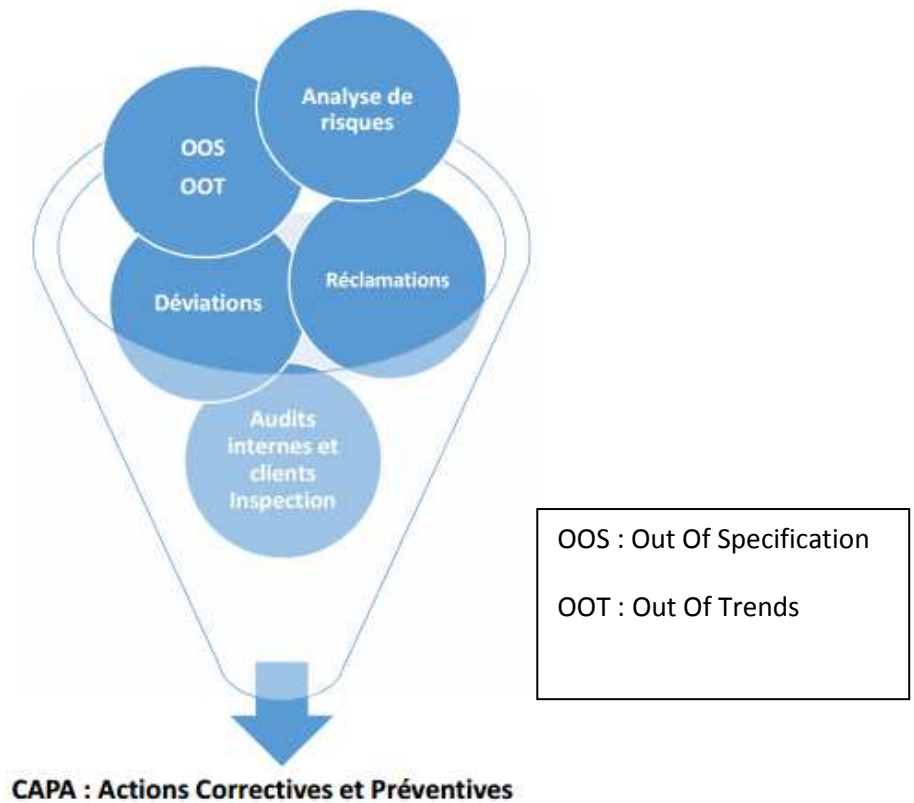 Analyse de
risques
OOS
OOT
Réclamations
Déviations
Audits
internes et
clients
Inspection
OOS : Out Of Specification
OOT : Out Of Trends
CAPA : Actions Correctives et Préventives